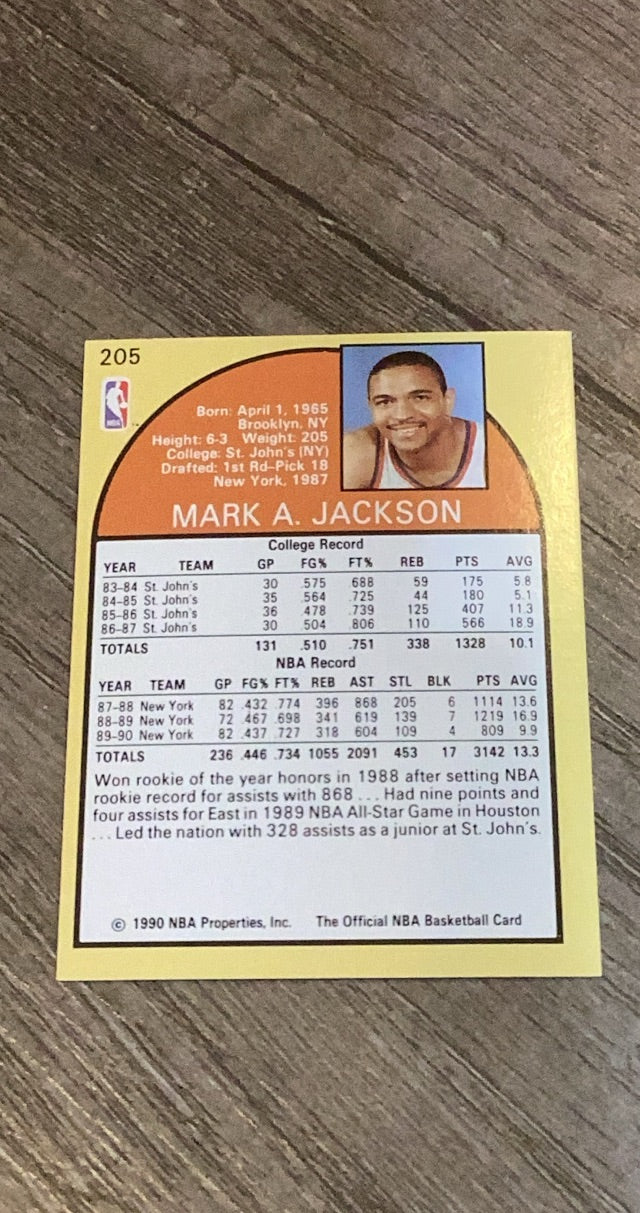 205
NBA
Born: April 1, 1965
Brooklyn, NY
Height: 6-3 Weight: 205
College: St. John's (NY)
Drafted: 1st Rd–Pick 18
New York, 1987
MARK A. JACKSON
College Record
YEAR TEAM GP FG% FT% REB PTS AVG
83–84 St. John's 30 .575 .688 59 175 5.8
84–85 St. John's 35 .564 .725 44 180 5.1
85–86 St. John's 36 .478 .739 125 407 11.3
86–87 St. John's 30 .504 .806 110 566 18.9
TOTALS 131 .510 .751 338 1328 10.1
NBA Record
YEAR TEAM GP FG% FT% REB AST STL BLK PTS AVG
87–88 New York 82 .432 .774 396 868 205 6 1114 13.6
88–89 New York 72 .467 .698 341 619 139 7 1219 16.9
89–90 New York 82 .437 .727 318 604 109 4 809 9.9
TOTALS 236 .446 .734 1055 2091 453 17 3142 13.3
Won rookie of the year honors in 1988 after setting NBA
rookie record for assists with 868 ... Had nine points and
four assists for East in 1989 NBA All-Star Game in Houston
... Led the nation with 328 assists as a junior at St. John's.
© 1990 NBA Properties, Inc. The Official NBA Basketball Card